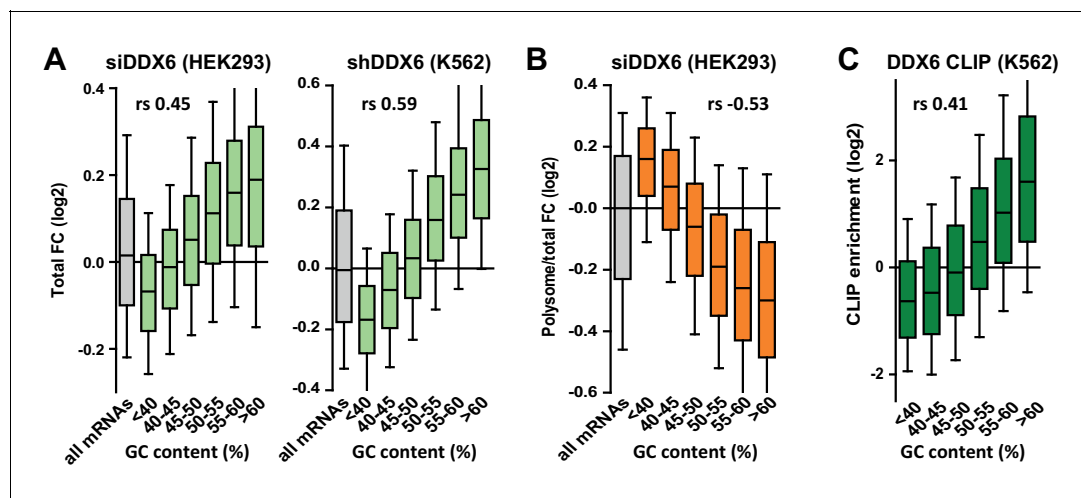 A
siDDX6 (HEK293)
rs 0.45
Total FC (log2)
0.4
0.2
0.0
-0.2
all mRNAs
<40
40-45
45-50
50-55
55-60
>60
GC content (%)
shDDX6 (K562)
rs 0.59
0.6
0.4
0.2
0.0
-0.2
-0.4
all mRNAs
<40
40-45
45-50
50-55
55-60
>60
GC content (%)
B
siDDX6 (HEK293)
rs -0.53
Polysome/total FC (log2)
0.4
0.2
-0.0
-0.2
-0.4
-0.6
all mRNAs
<40
40-45
45-50
50-55
55-60
>60
GC content (%)
C
DDX6 CLIP (K562)
rs 0.41
CLIP enrichment (log2)
2
0
-2
<40
40-45
45-50
50-55
55-60
>60
GC content (%)